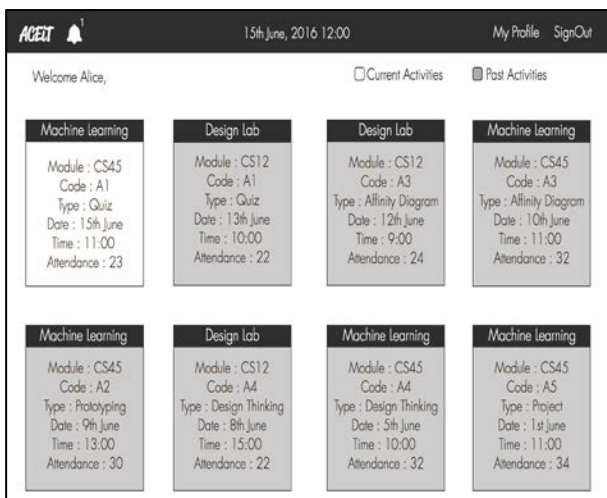 ACEiT 1 15th June, 2016 12:00 My Profile SignOut
Welcome Alice, Current Activities Past Activities
Machine Learning
Module : CS45
Code : A1
Type : Quiz
Date : 15th June
Time : 11:00
Attendance : 23
Design Lab
Module : CS12
Code : A1
Type : Quiz
Date : 13th June
Time : 10:00
Attendance : 22
Design Lab
Module : CS12
Code : A3
Type : Affinity Diagram
Date : 12th June
Time : 9:00
Attendance : 24
Machine Learning
Module : CS45
Code : A3
Type : Affinity Diagram
Date : 10th June
Time : 11:00
Attendance : 32
Machine Learning
Module : CS45
Code : A2
Type : Prototyping
Date : 9th June
Time : 13:00
Attendance : 30
Design Lab
Module : CS12
Code : A4
Type : Design Thinking
Date : 8th June
Time : 15:00
Attendance : 22
Machine Learning
Module : CS45
Code : A4
Type : Design Thinking
Date : 5th June
Time : 10:00
Attendance : 32
Machine Learning
Module : CS45
Code : A5
Type : Project
Date : 1st June
Time : 11:00
Attendance : 34